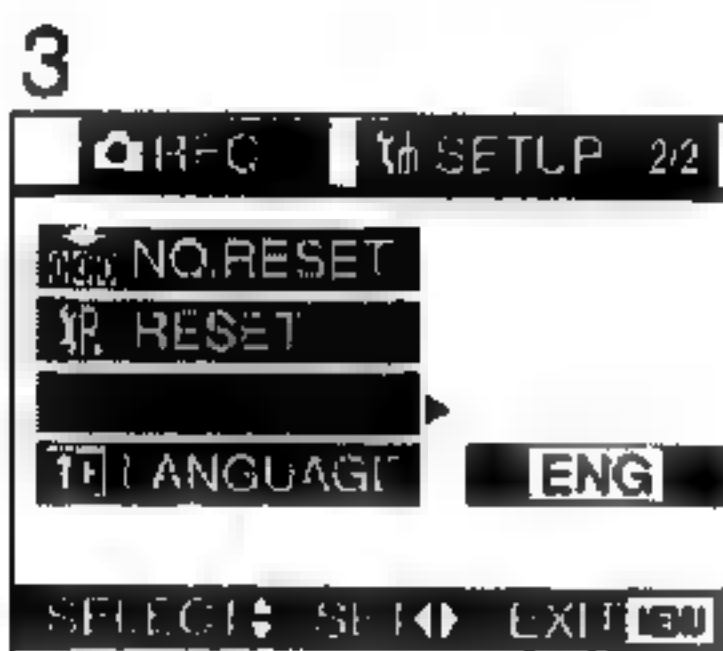 3
REC SETUP 2/2
NO.RESET
RESET
LANGUAGE ENG
SELECT SET EXIT MENU